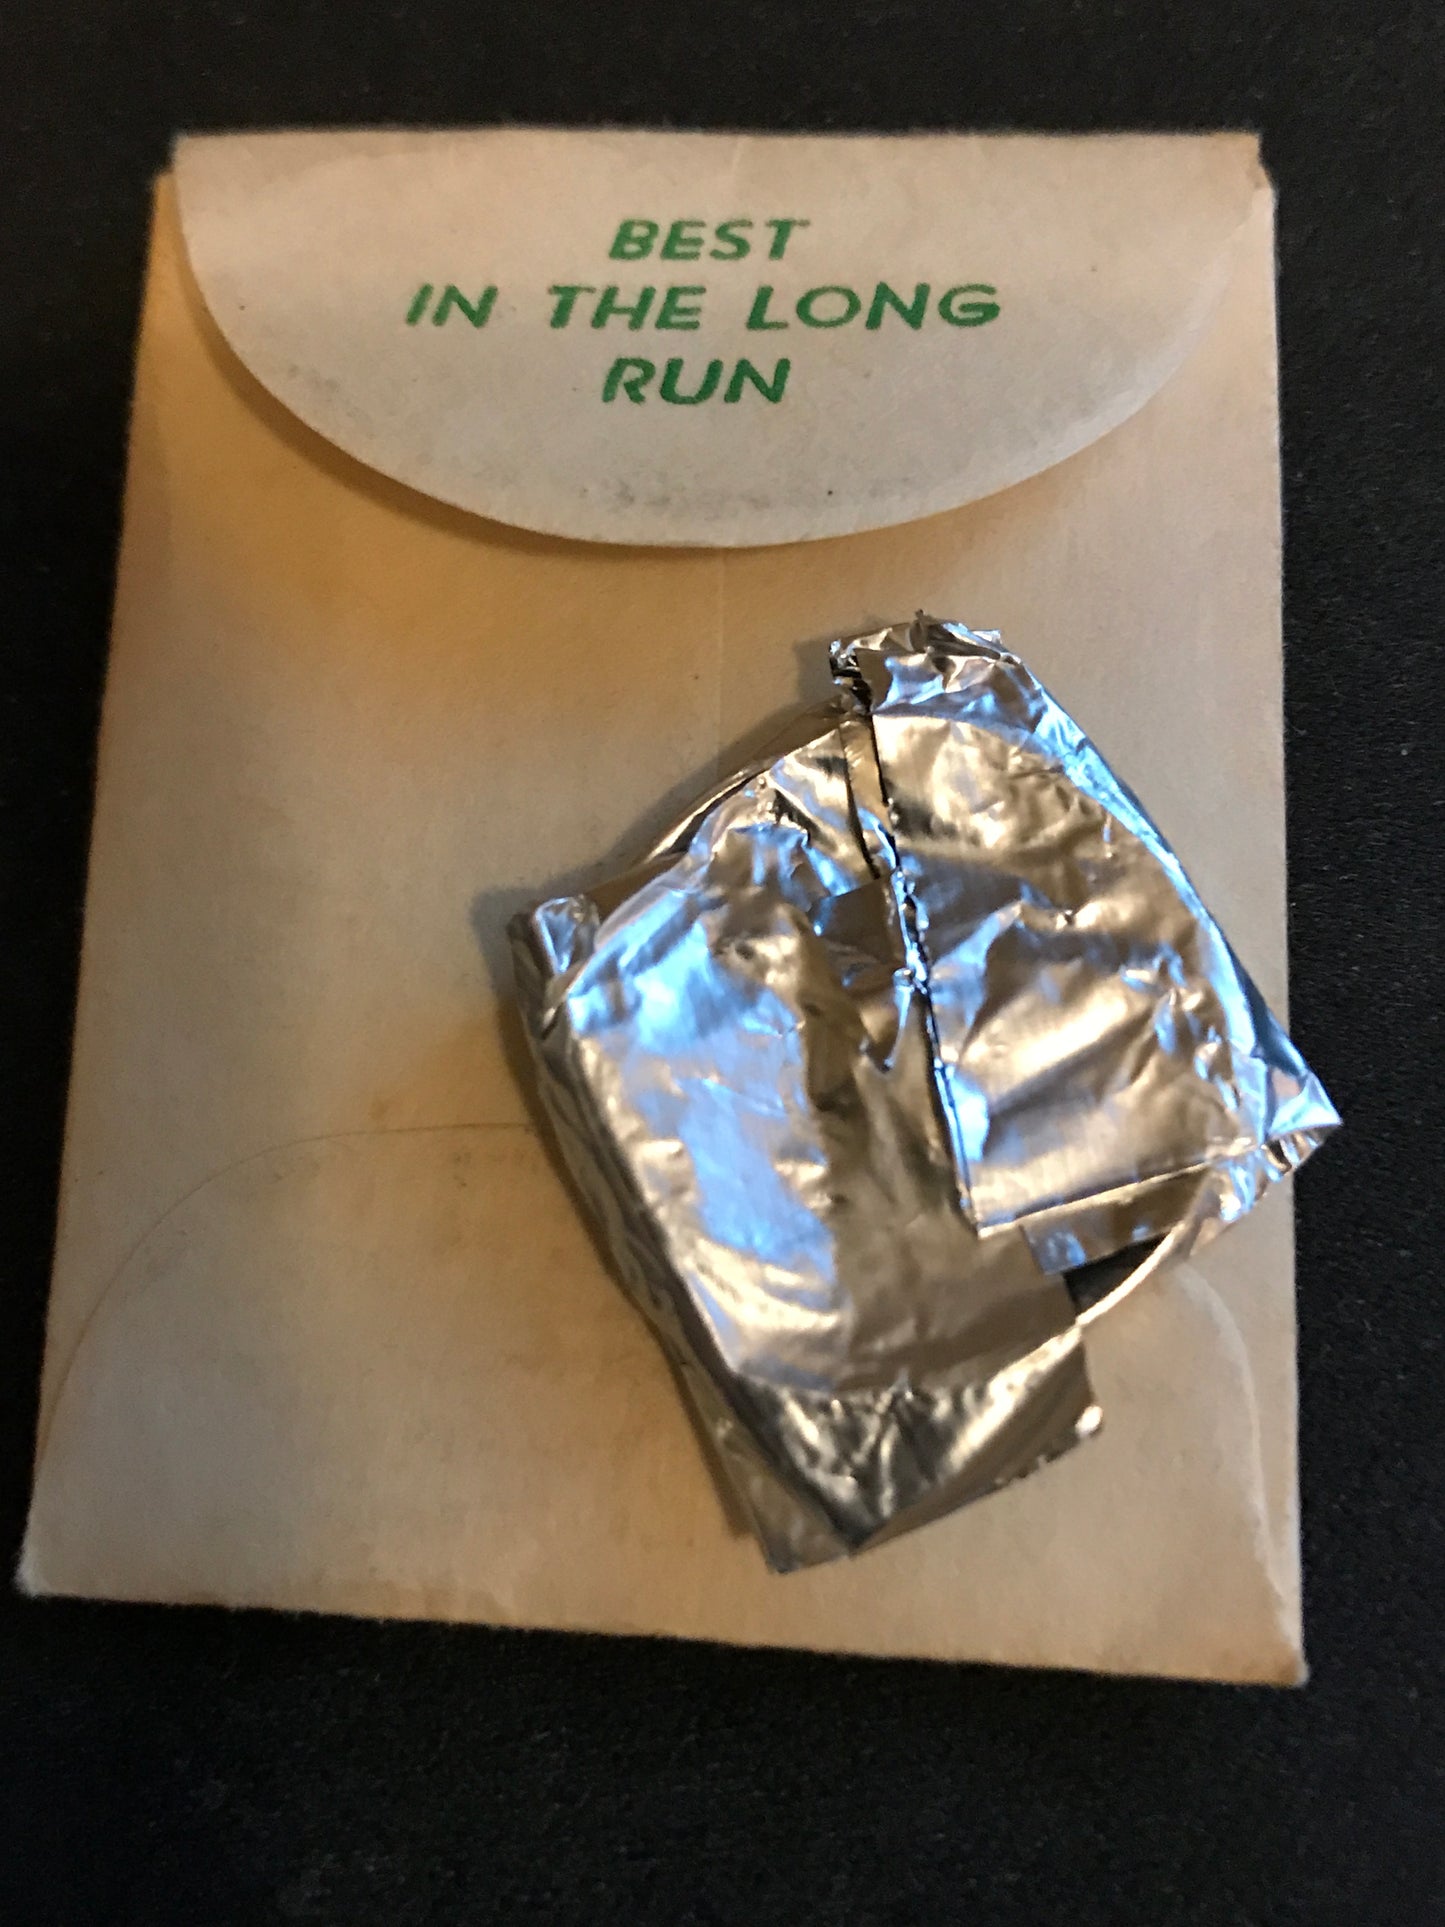 BEST
IN THE LONG
RUN